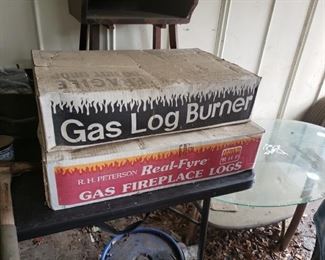 Gas Log Burner
R. H. PETERSON Real-Fyre
GAS FIREPLACE LOGS